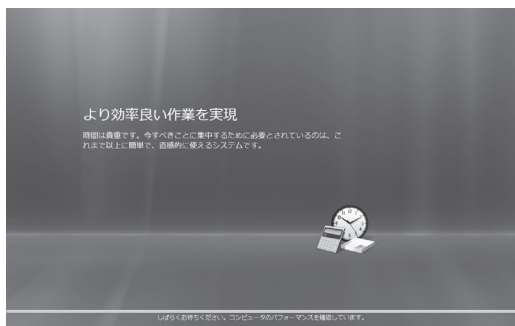 より効率良い作業を実現
時間は貴重です。今すべきことに集中するために必要とされているのは、こ
れまで以上に簡単で、直感的に使えるシステムです。
しばらくお待ちください。コンピュータのパフォーマンスを確認しています。